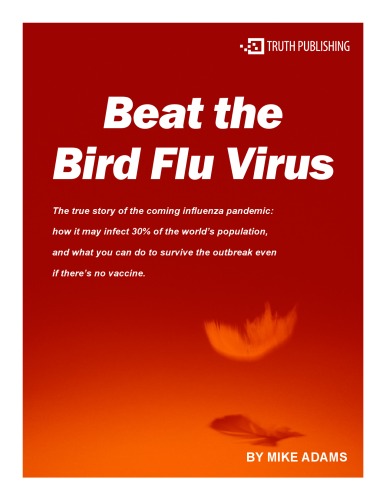 TRUTH PUBLISHING
Beat the
Bird Flu Virus
The true story of the coming influenza pandemic:
how it may infect 30% of the world's population,
and what you can do to survive the outbreak even
if there's no vaccine.
BY MIKE ADAMS